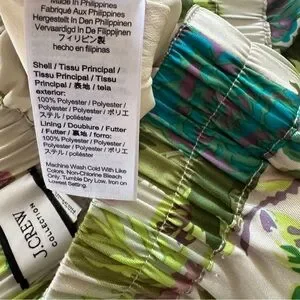 Made In Philippines
Fabriqué Aux Philippines
Hergestellt In Den Philippinen
Vervaardigd In De Filippijnen
フィリピン製
hecho en filipinas
Shell / Tissu Principal /
Tissu Principal / Tissu
Principal / 表地 / tela
exterior:
100% Polyester / Polyester /
Polyester / Polyester / ポリエ
ステル / poliéster
Lining / Doublure / Futter
/ Futter / 裏地 / forro:
100% Polyester / Polyester /
Polyester / Polyester / ポリエ
ステル / poliéster
Machine Wash Cold With Like
Colors. Non-Chlorine Bleach
Only. Tumble Dry Low. Iron on
Lowest Setting.
J.CREW
COLLECTION